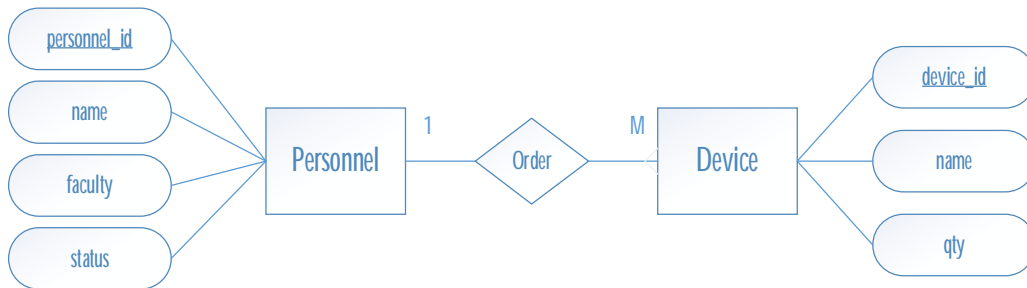 personnel_id
name
faculty
status
Personnel
1
Order
M
Device
device_id
name
qty